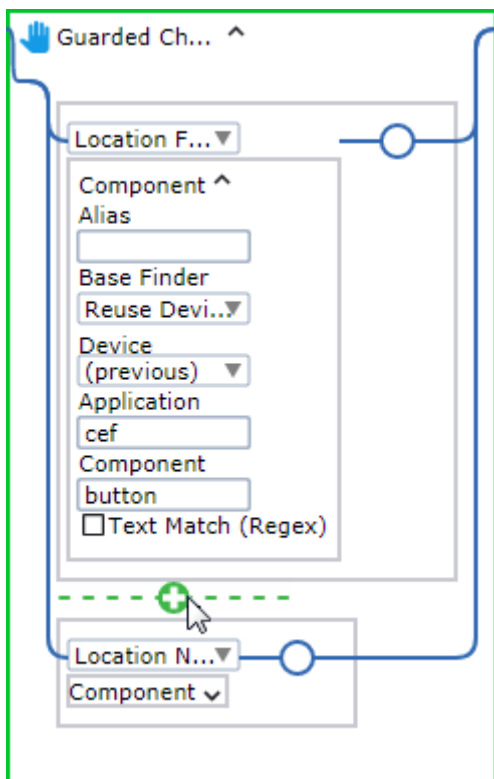 Guarded Ch...
Location F...
Component
Alias
Base Finder
Reuse Devi..
Device
(previous)
Application
cef
Component
button
Text Match (Regex)
Location N...
Component